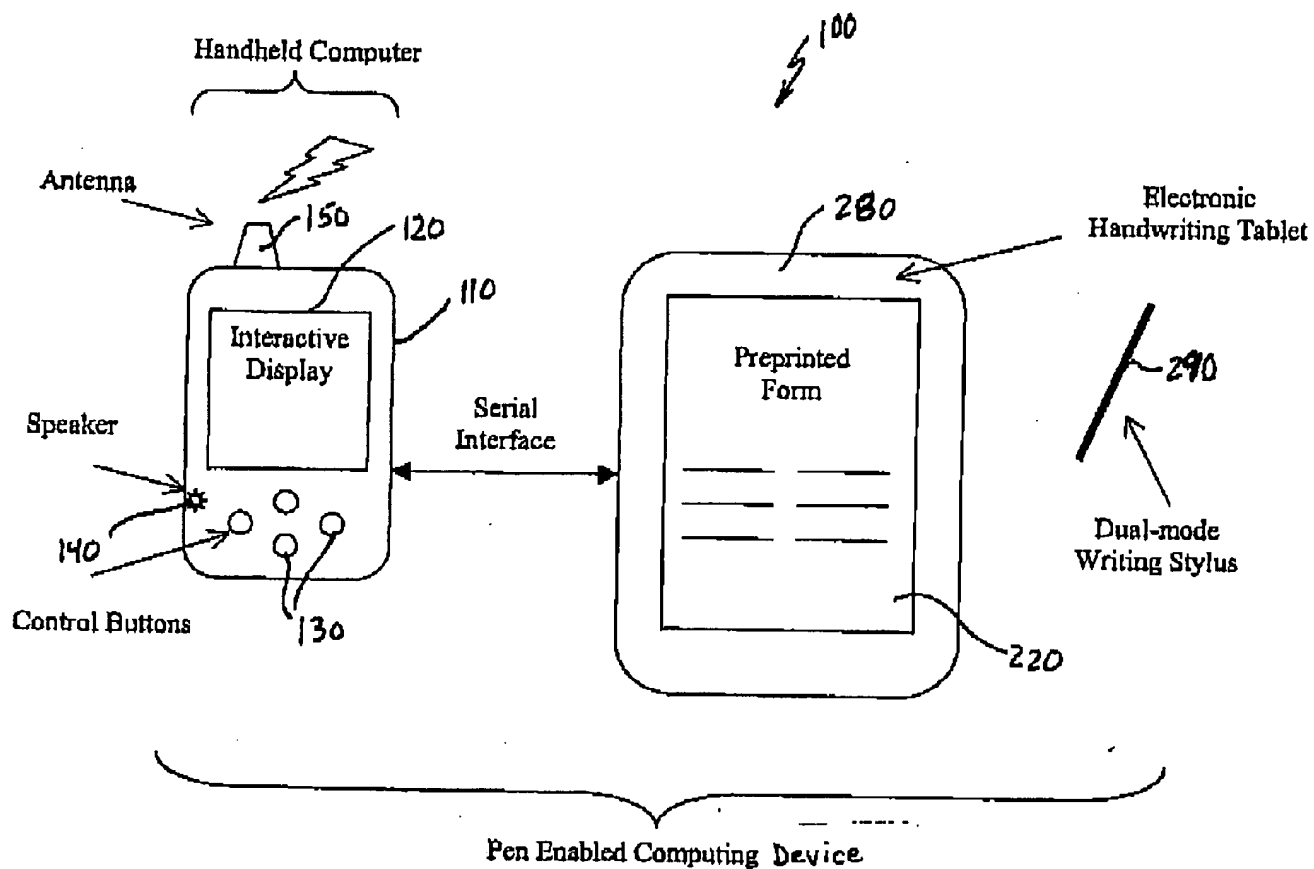 100
Handheld Computer
Antenna
150
120
110
280
Electronic
Handwriting Tablet
Interactive
Display
Preprinted
Form
290
Speaker
Serial
Interface
140
Control Buttons
130
Dual-mode
Writing Stylus
220
Pen Enabled Computing Device